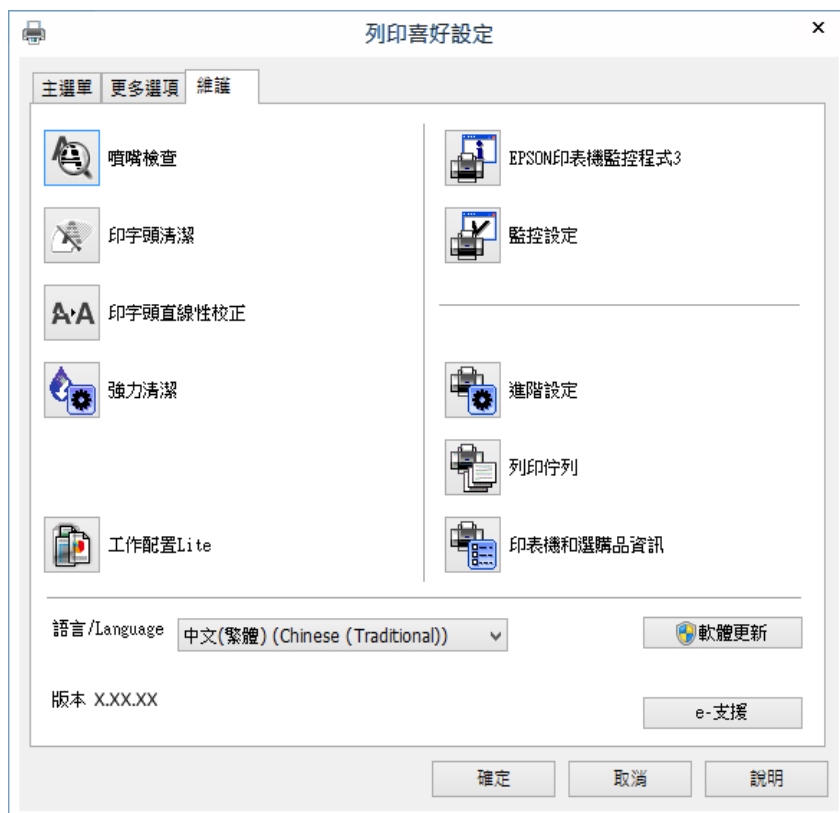 列印喜好設定
主選單 更多選項 維護
噴嘴檢查
印字頭清潔
印字頭直線性校正
強力清潔
工作配置Lite
EPSON印表機監控程式3
監控設定
進階設定
列印佇列
印表機和選購品資訊
語言/Language 中文(繁體) (Chinese (Traditional))
軟體更新
版本 X.XX.XX
e-支援
確定 取消 說明